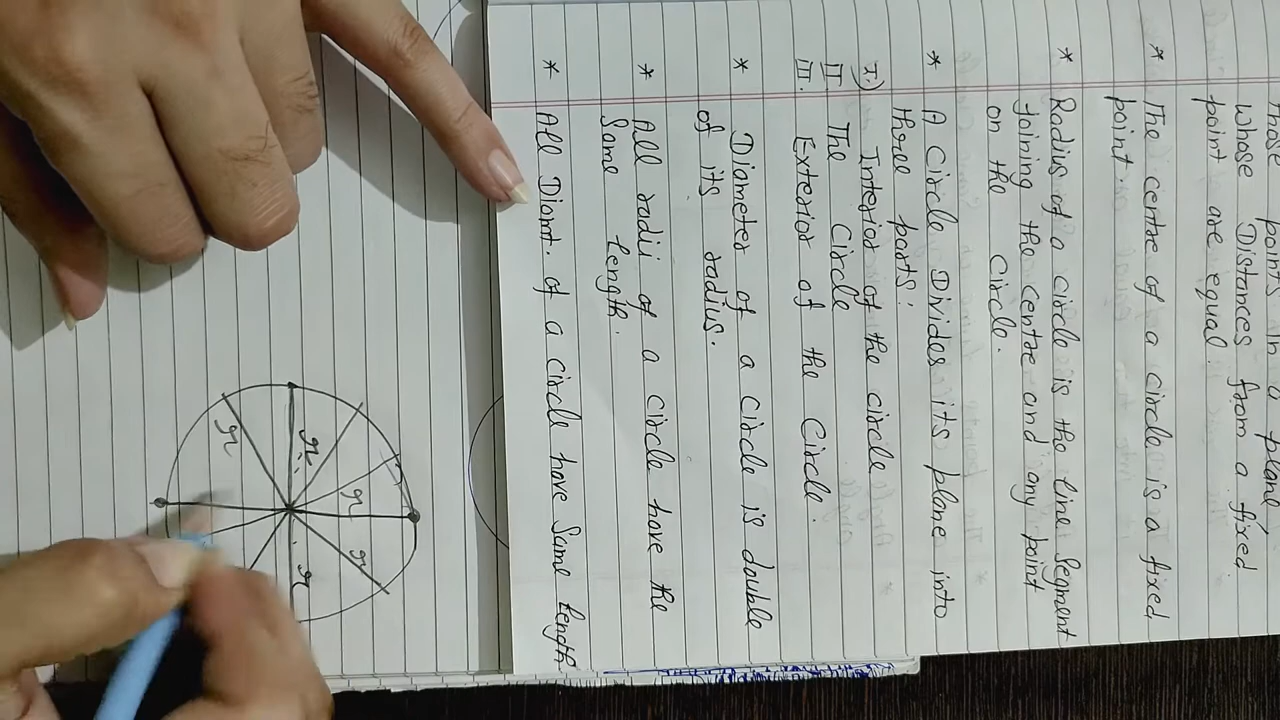 those points in a plane,
whose Distances from a fixed
point are equal.
* The centre of a circle is a fixed
point
* Radius of a circle is the line segment
Joining the centre and any point
on the circle.
* A Circle Divides its plane into
three parts:
I.) Interior of the circle
II The Circle
III. Exterior of the Circle.
* Diameter of a circle is double
of its radius.
* All radii of a circle have the
Same length.
* All Diamt. of a circle have Same length
r
r
r
r
r